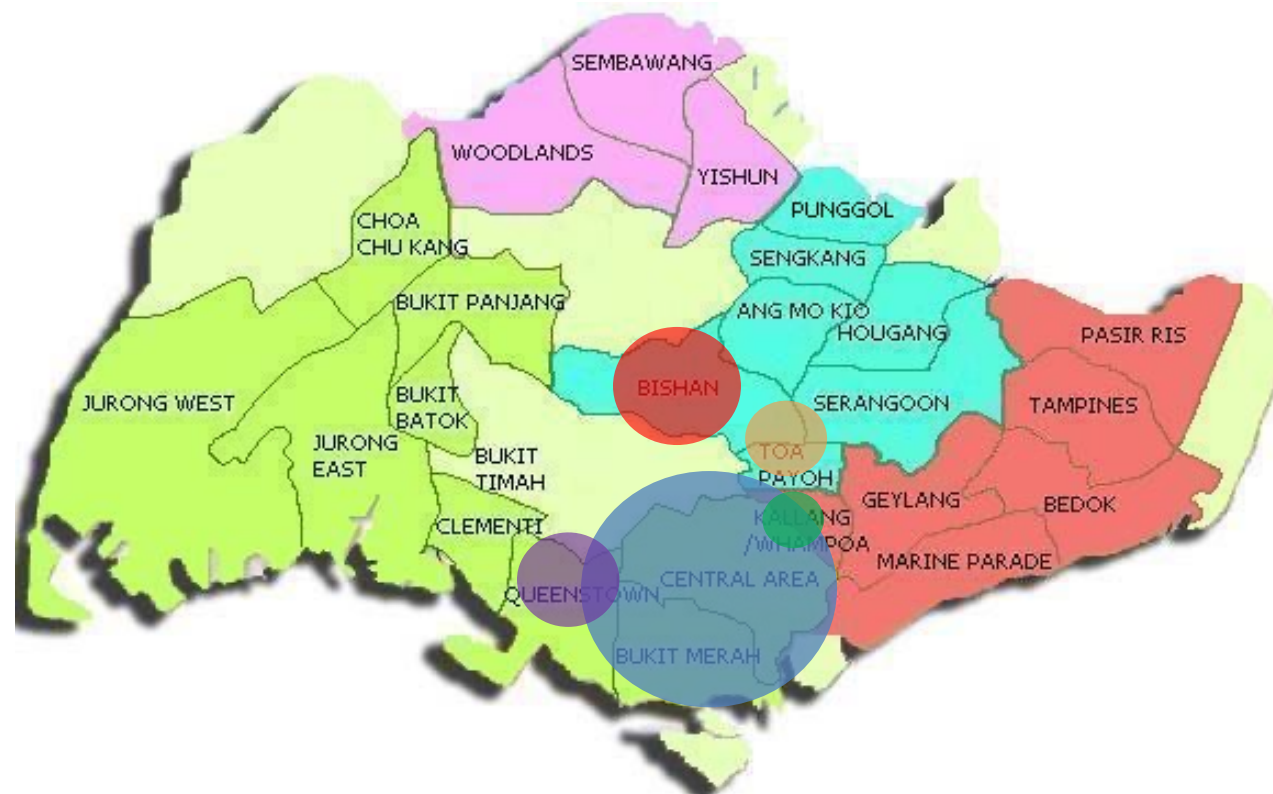 SEMBAWANG
WOODLANDS
YISHUN
PUNGGOL
CHOA
CHU KANG
SENGKANG
BUKIT PANJANG
ANG MO KIO
HOUGANG
PASIR RIS
BISHAN
JURONG WEST
BUKIT
BATOK
SERANGOON
TAMPINES
JURONG
EAST
BUKIT
TIMAH
TOA
PAYOH
GEYLANG
BEDOK
CLEMENTI
KALLANG
/WHAMPOA
MARINE PARADE
CENTRAL AREA
QUEENSTOWN
BUKIT MERAH